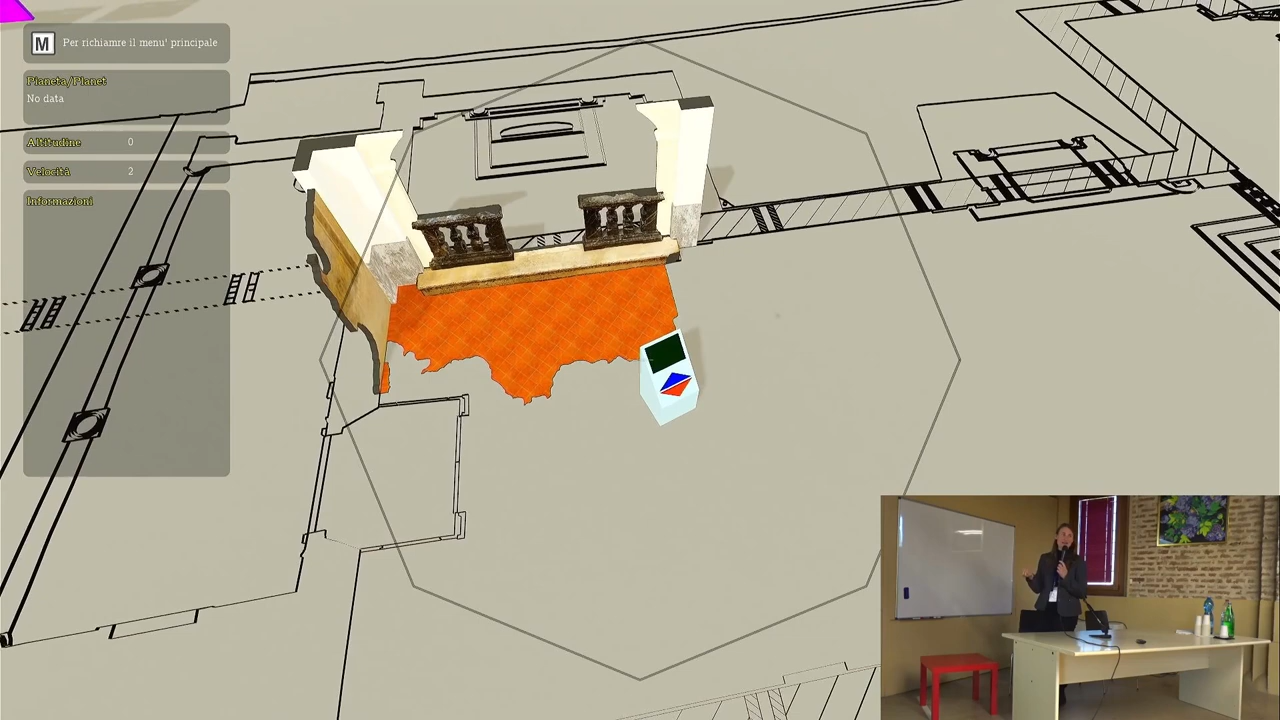 M Per richiamre il menu' principale
Pianeta/Planet
No data
Altitudine 0
Velocità 2
Informazioni